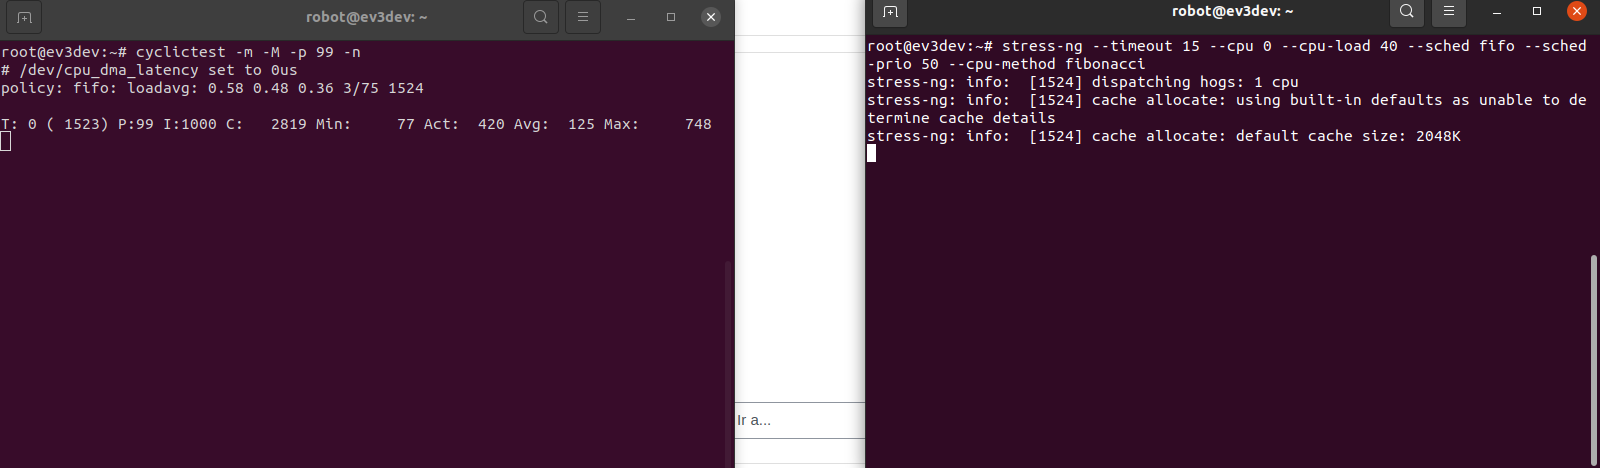 robot@ev3dev: ~
root@ev3dev:~# cyclictest -m -M -p 99 -n
# /dev/cpu_dma_latency set to 0us
policy: fifo: loadavg: 0.58 0.48 0.36 3/75 1524
T: 0 ( 1523) P:99 I:1000 C:   2819 Min:     77 Act:  420 Avg:  125 Max:     748
Ir a...
robot@ev3dev: ~
root@ev3dev:~# stress-ng --timeout 15 --cpu 0 --cpu-load 40 --sched fifo --sched
-prio 50 --cpu-method fibonacci
stress-ng: info:  [1524] dispatching hogs: 1 cpu
stress-ng: info:  [1524] cache allocate: using built-in defaults as unable to de
termine cache details
stress-ng: info:  [1524] cache allocate: default cache size: 2048K